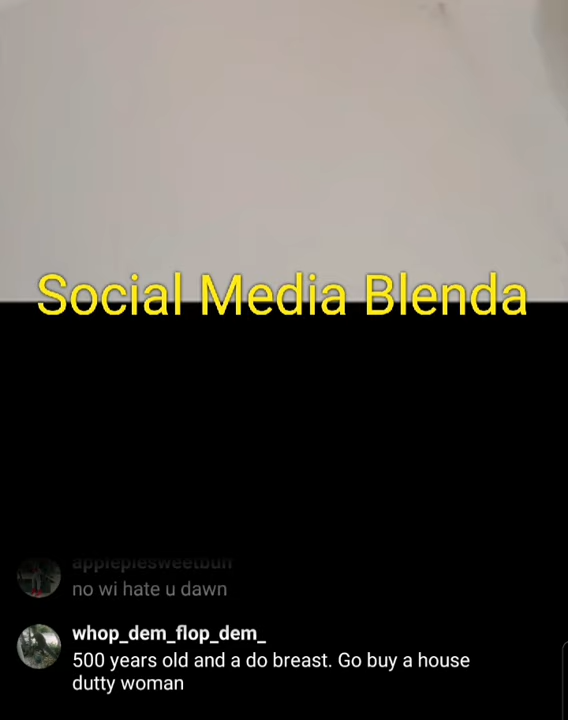 Social Media Blenda
applepiesweetbun
no wi hate u dawn
whop_dem_flop_dem_
500 years old and a do breast. Go buy a house
dutty woman